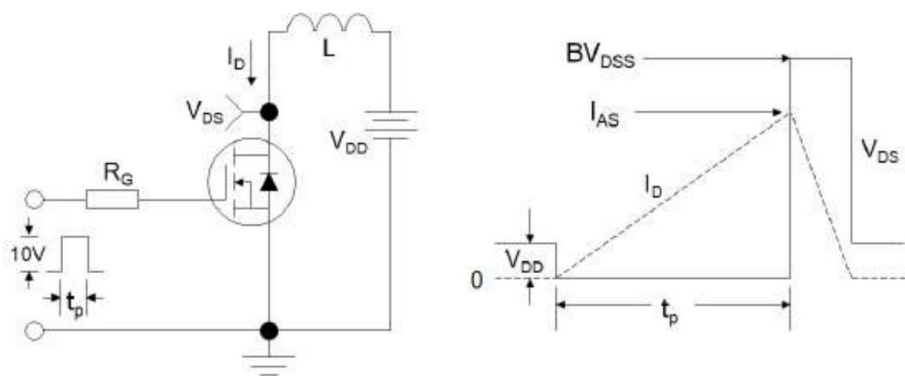 L
I_D
V_DS
V_DD
R_G
10V
t_p
BV_DSS
I_AS
V_DS
I_D
V_DD
0
t_p